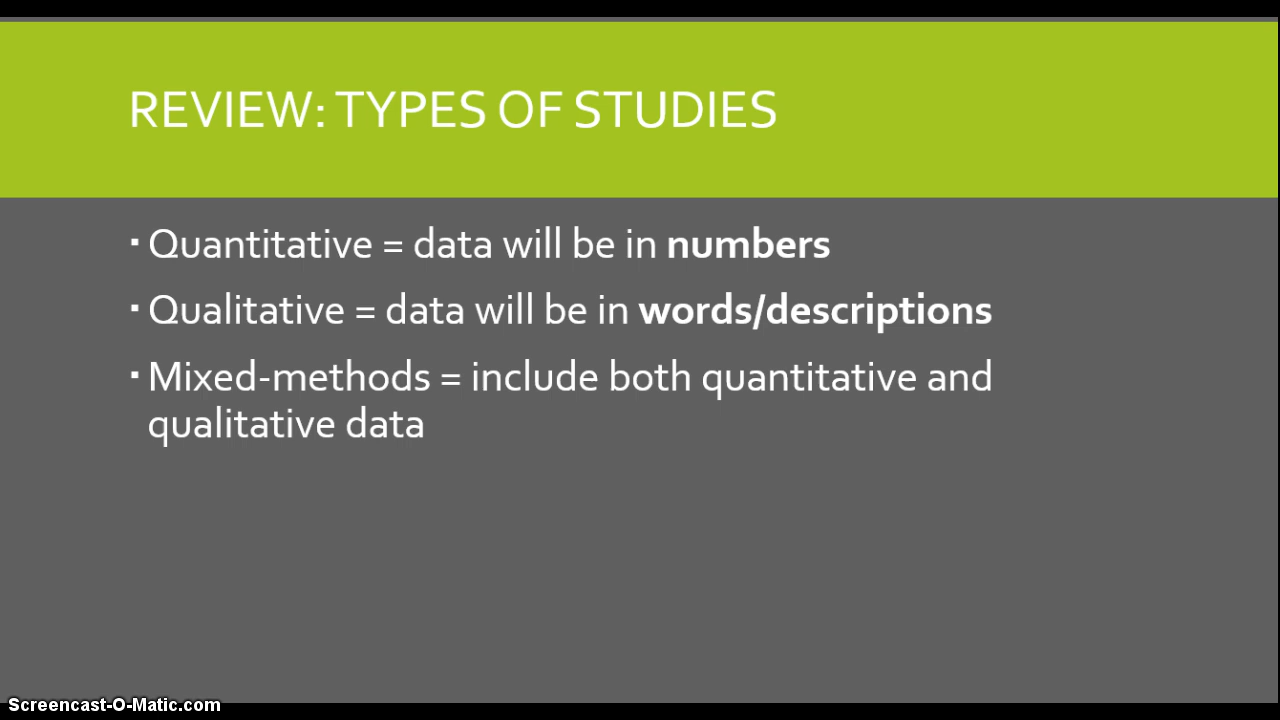 REVIEW: TYPES OF STUDIES
▪ Quantitative = data will be in numbers
▪ Qualitative = data will be in words/descriptions
▪ Mixed-methods = include both quantitative and
qualitative data
Screencast-O-Matic.com